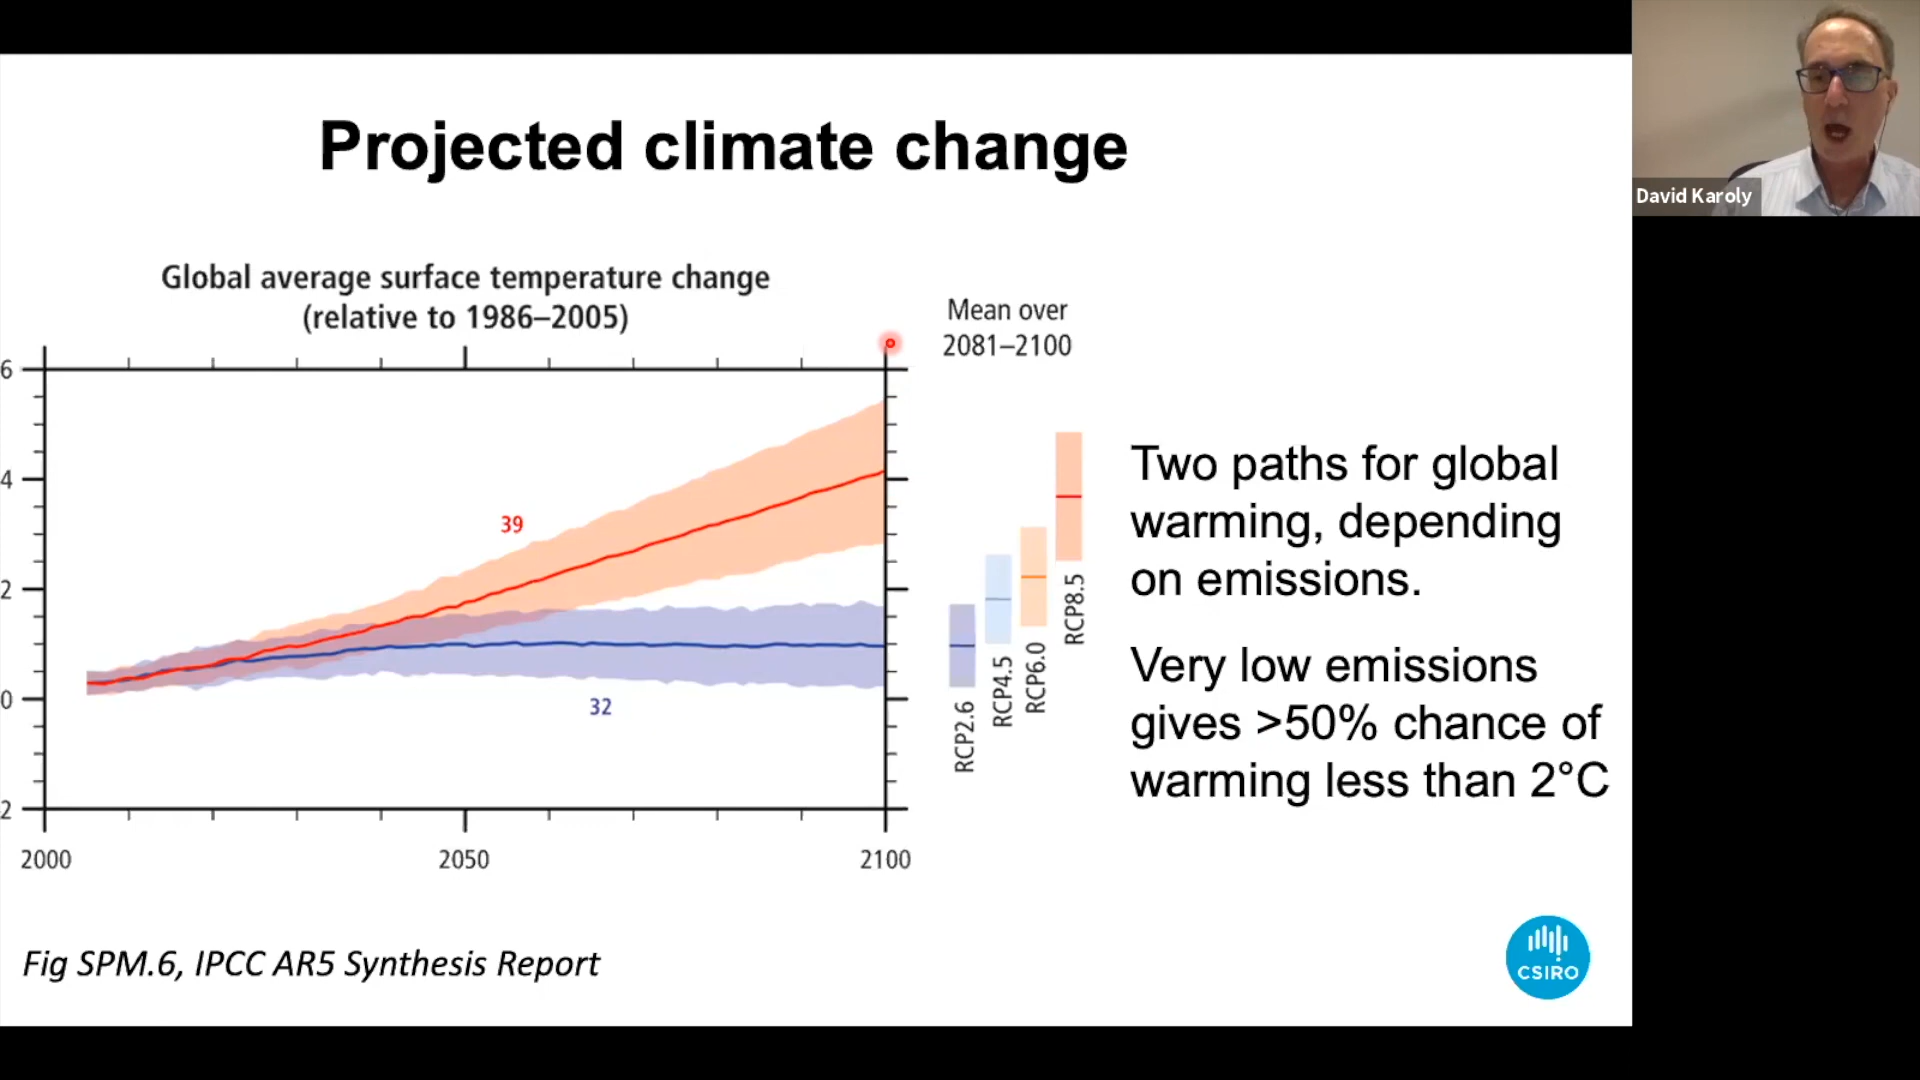 Projected climate change
David Karoly
Global average surface temperature change
(relative to 1986–2005)
Mean over
2081–2100
6
4
2
0
2
39
32
2000
2050
2100
RCP2.6
RCP4.5
RCP6.0
RCP8.5
Two paths for global
warming, depending
on emissions.
Very low emissions
gives >50% chance of
warming less than 2°C
Fig SPM.6, IPCC AR5 Synthesis Report
CSIRO